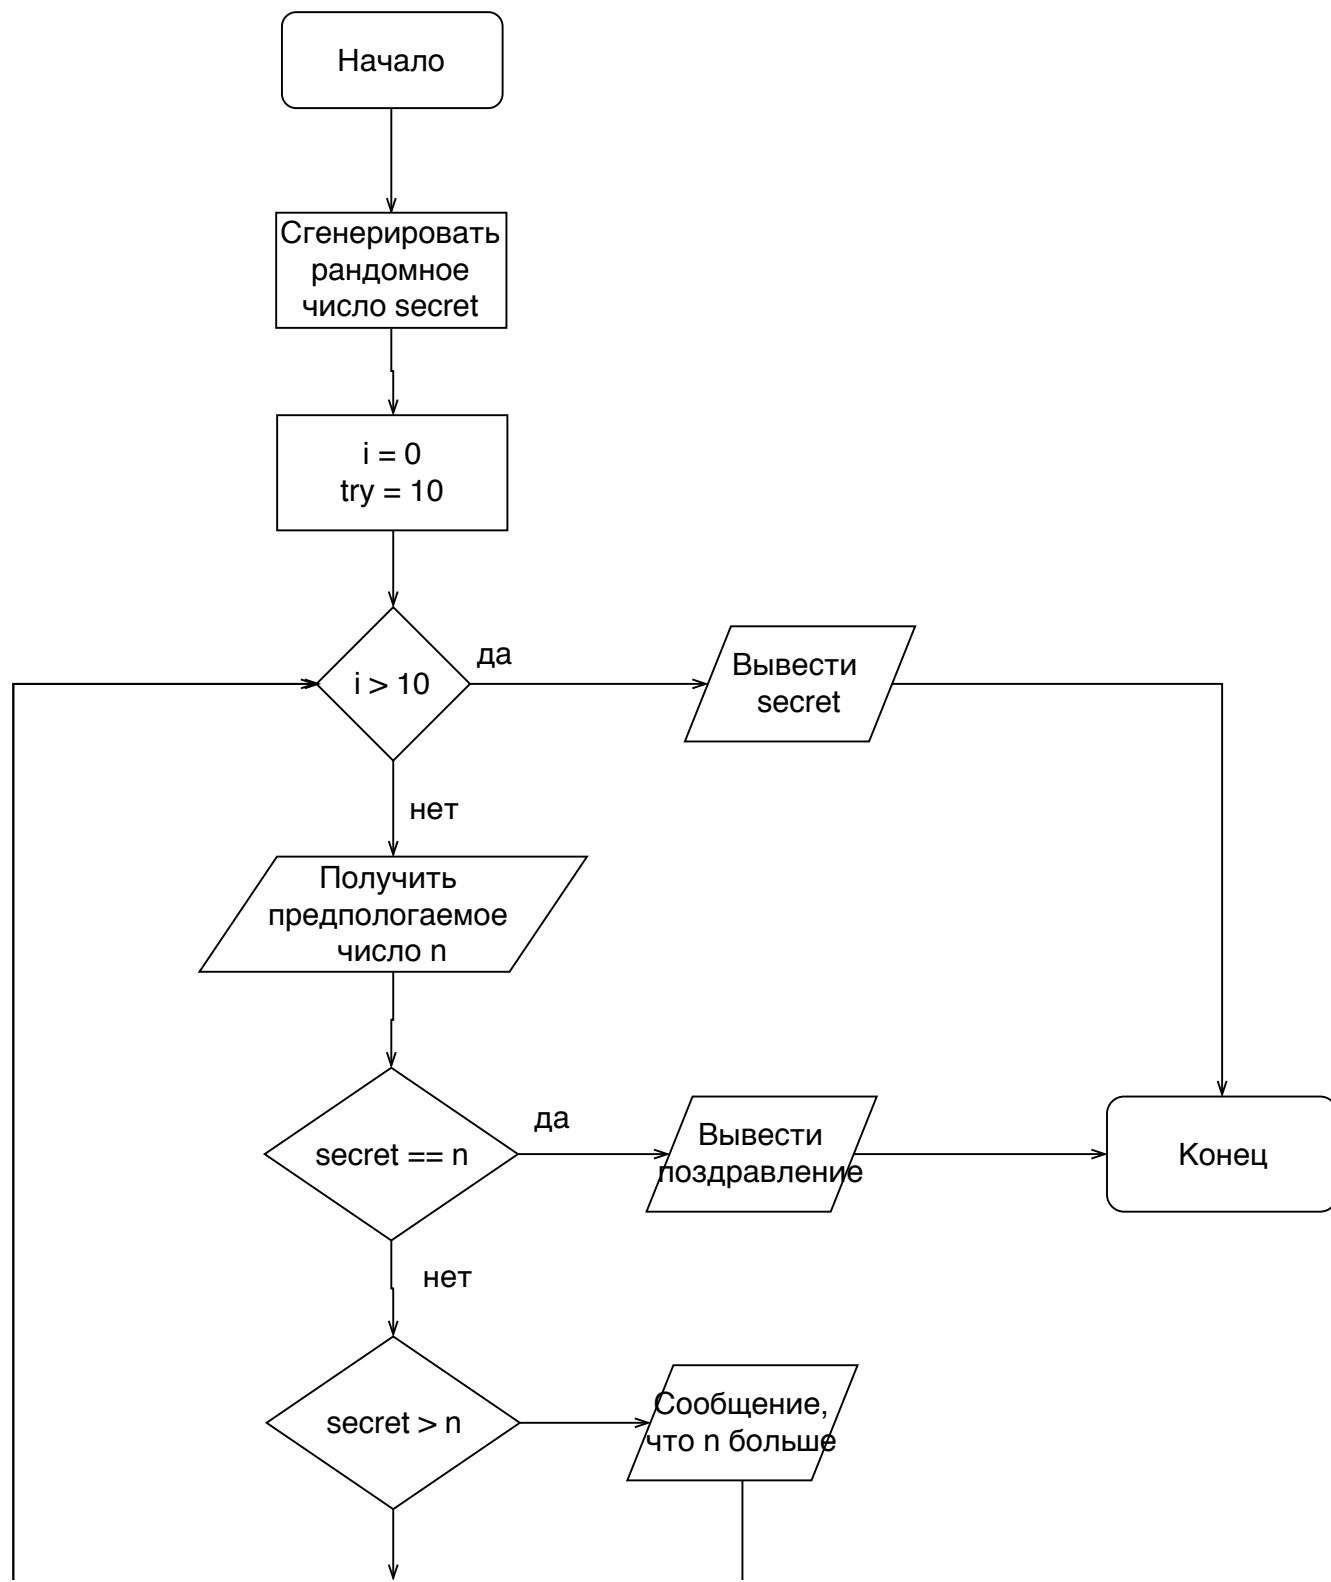 Начало
Сгенерировать
рандомное
число secret
i = 0
try = 10
i > 10
да
Вывести
secret
нет
Получить
предпологаемое
число n
secret == n
да
Вывести
поздравление
Конец
нет
secret > n
Сообщение,
что n больше